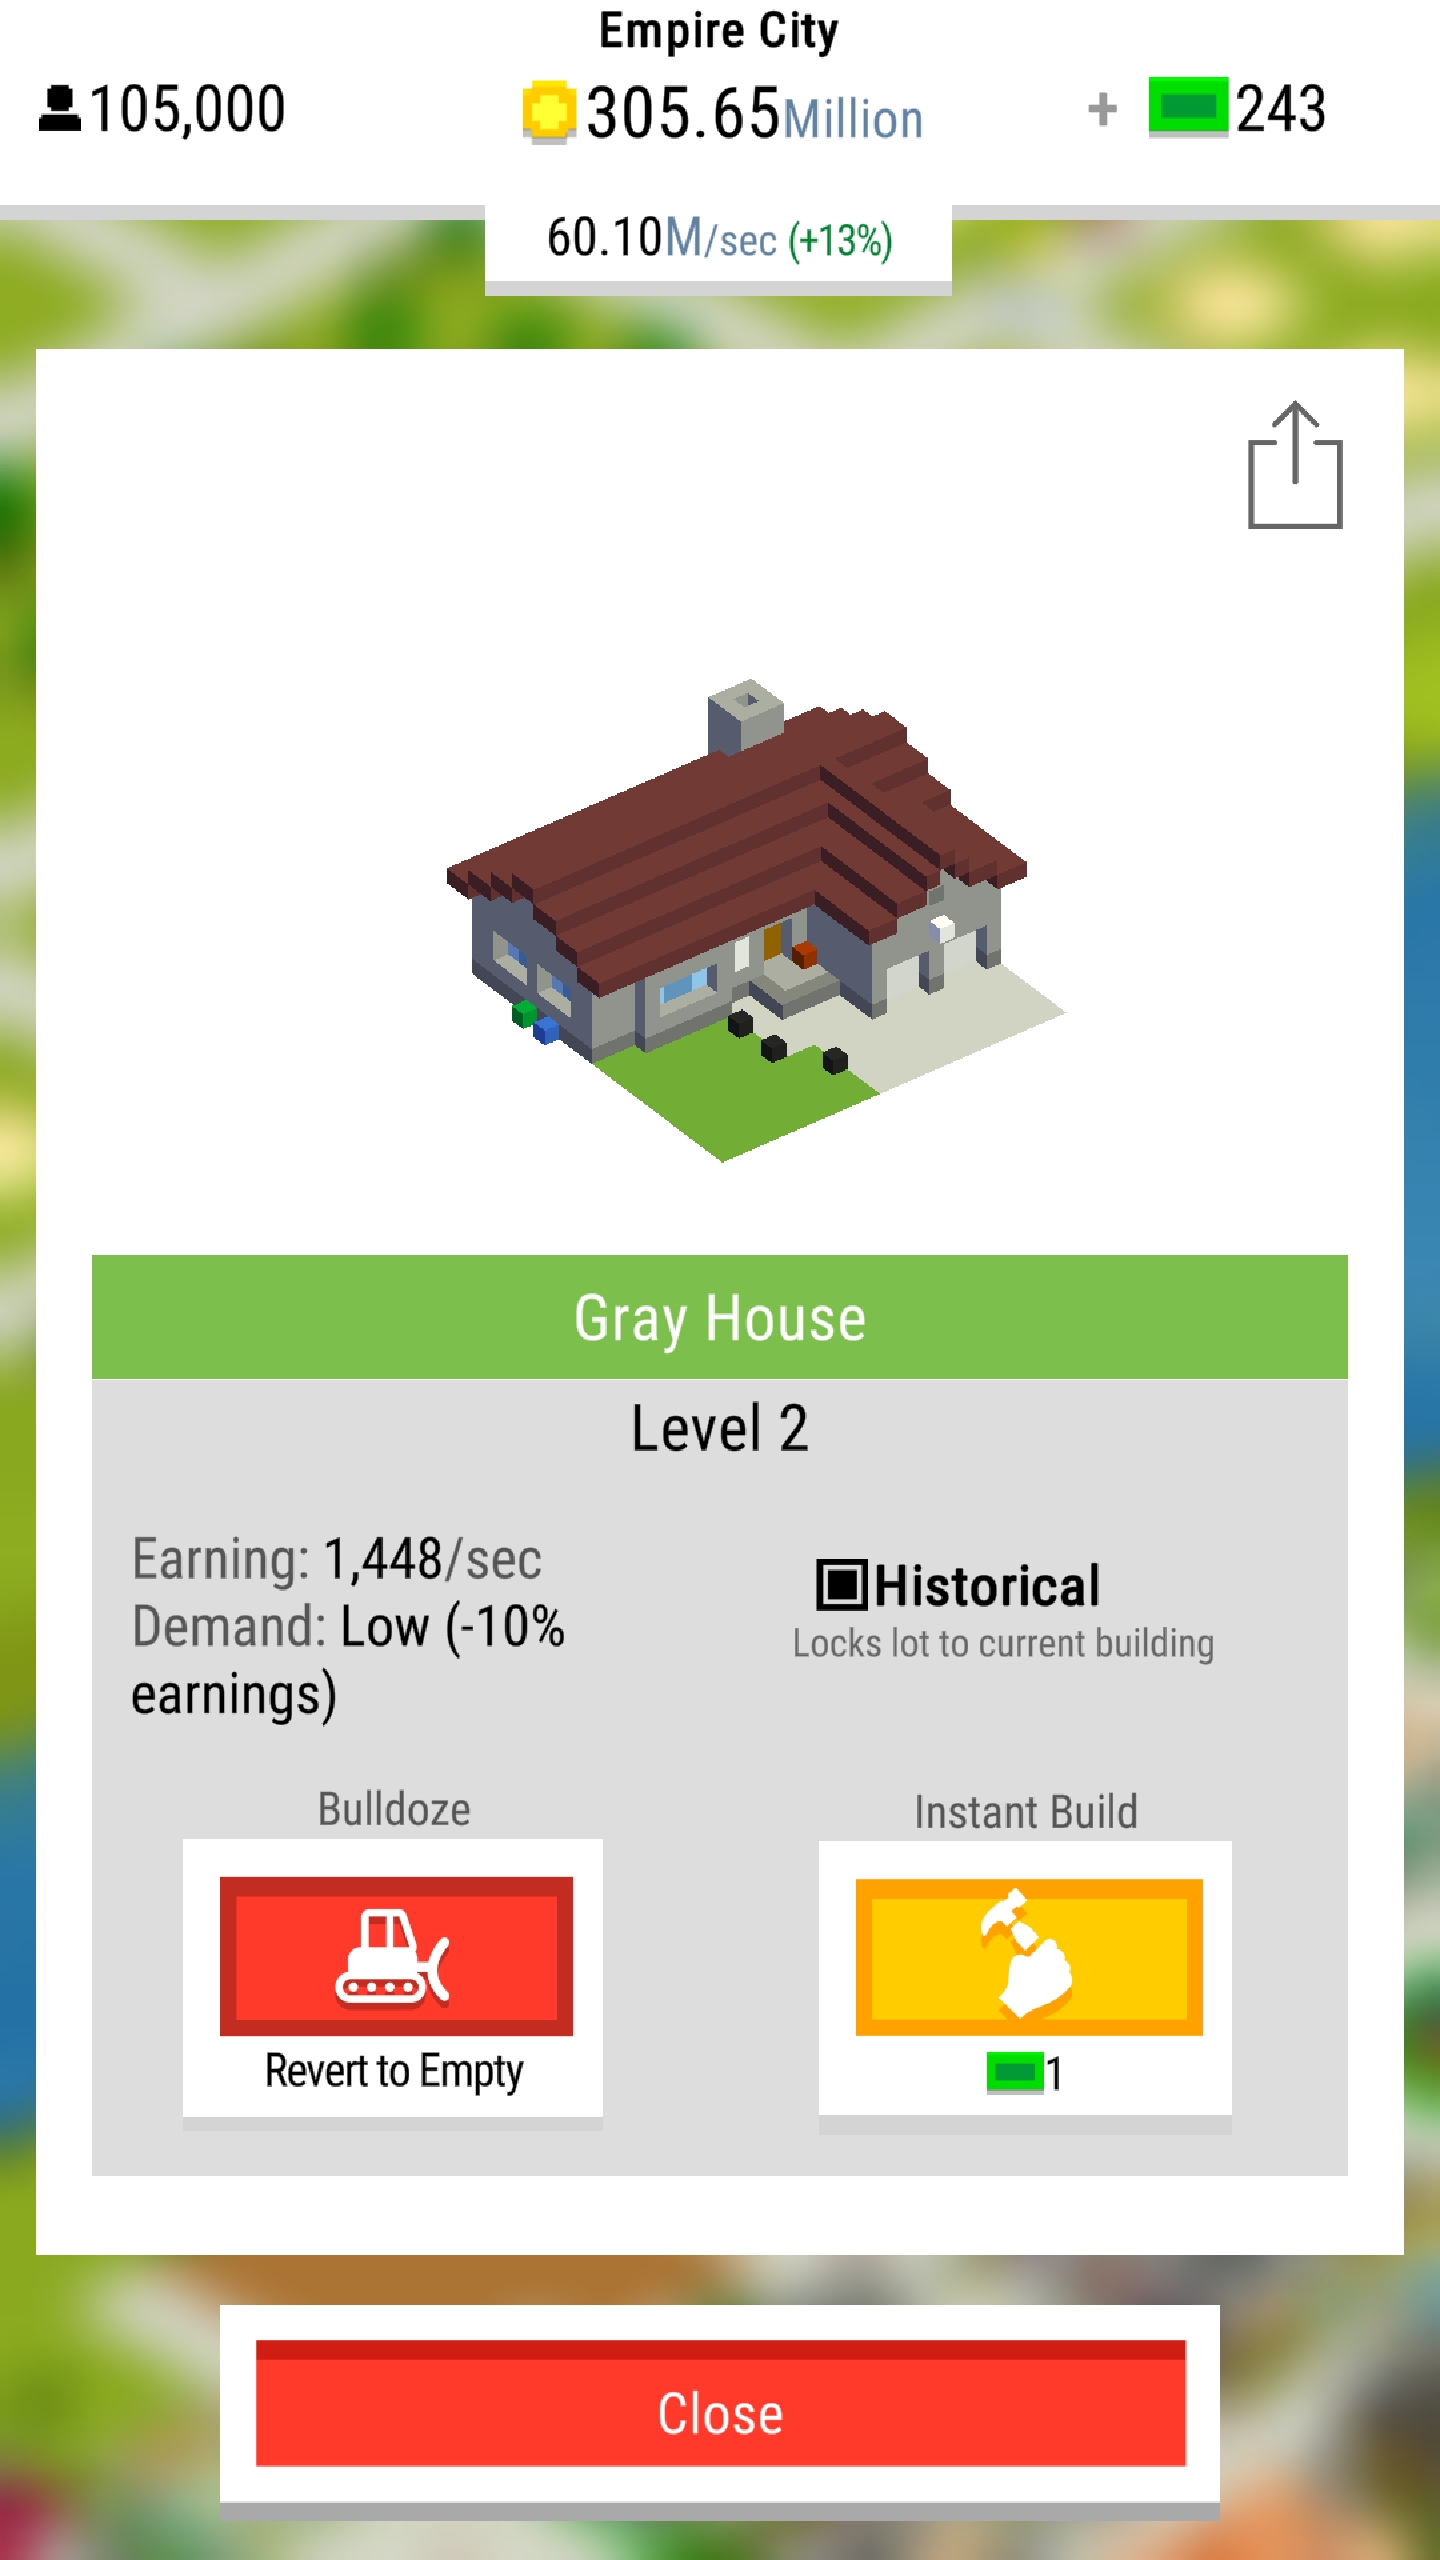 Empire City
105,000
305.65Million
+ 243
60.10M/sec (+13%)
Gray House
Level 2
Earning: 1,448/sec
Demand: Low (-10%
earnings)
Historical
Locks lot to current building
Bulldoze
Revert to Empty
Instant Build
1
Close